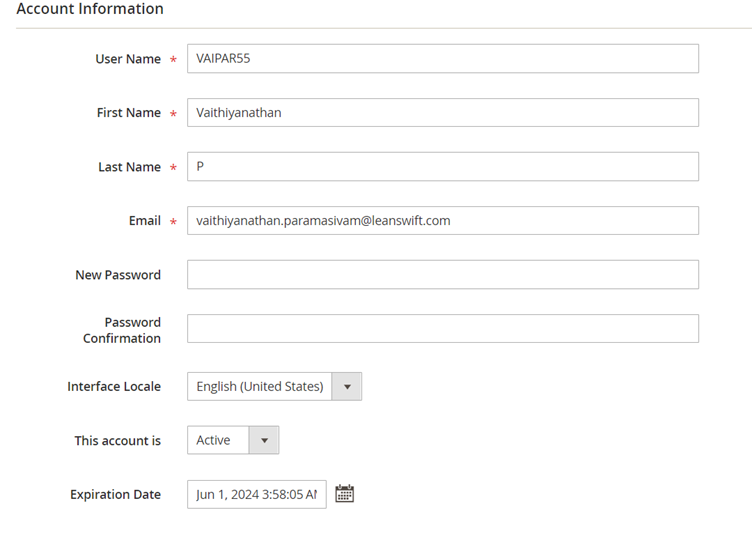 Account Information
User Name *
VAIPAR55
First Name *
Vaithiyanathan
Last Name *
P
Email *
vaithiyanathan.paramasivam@leanswift.com
New Password
Password
Confirmation
Interface Locale
English (United States)
This account is
Active
Expiration Date
Jun 1, 2024 3:58:05 AM